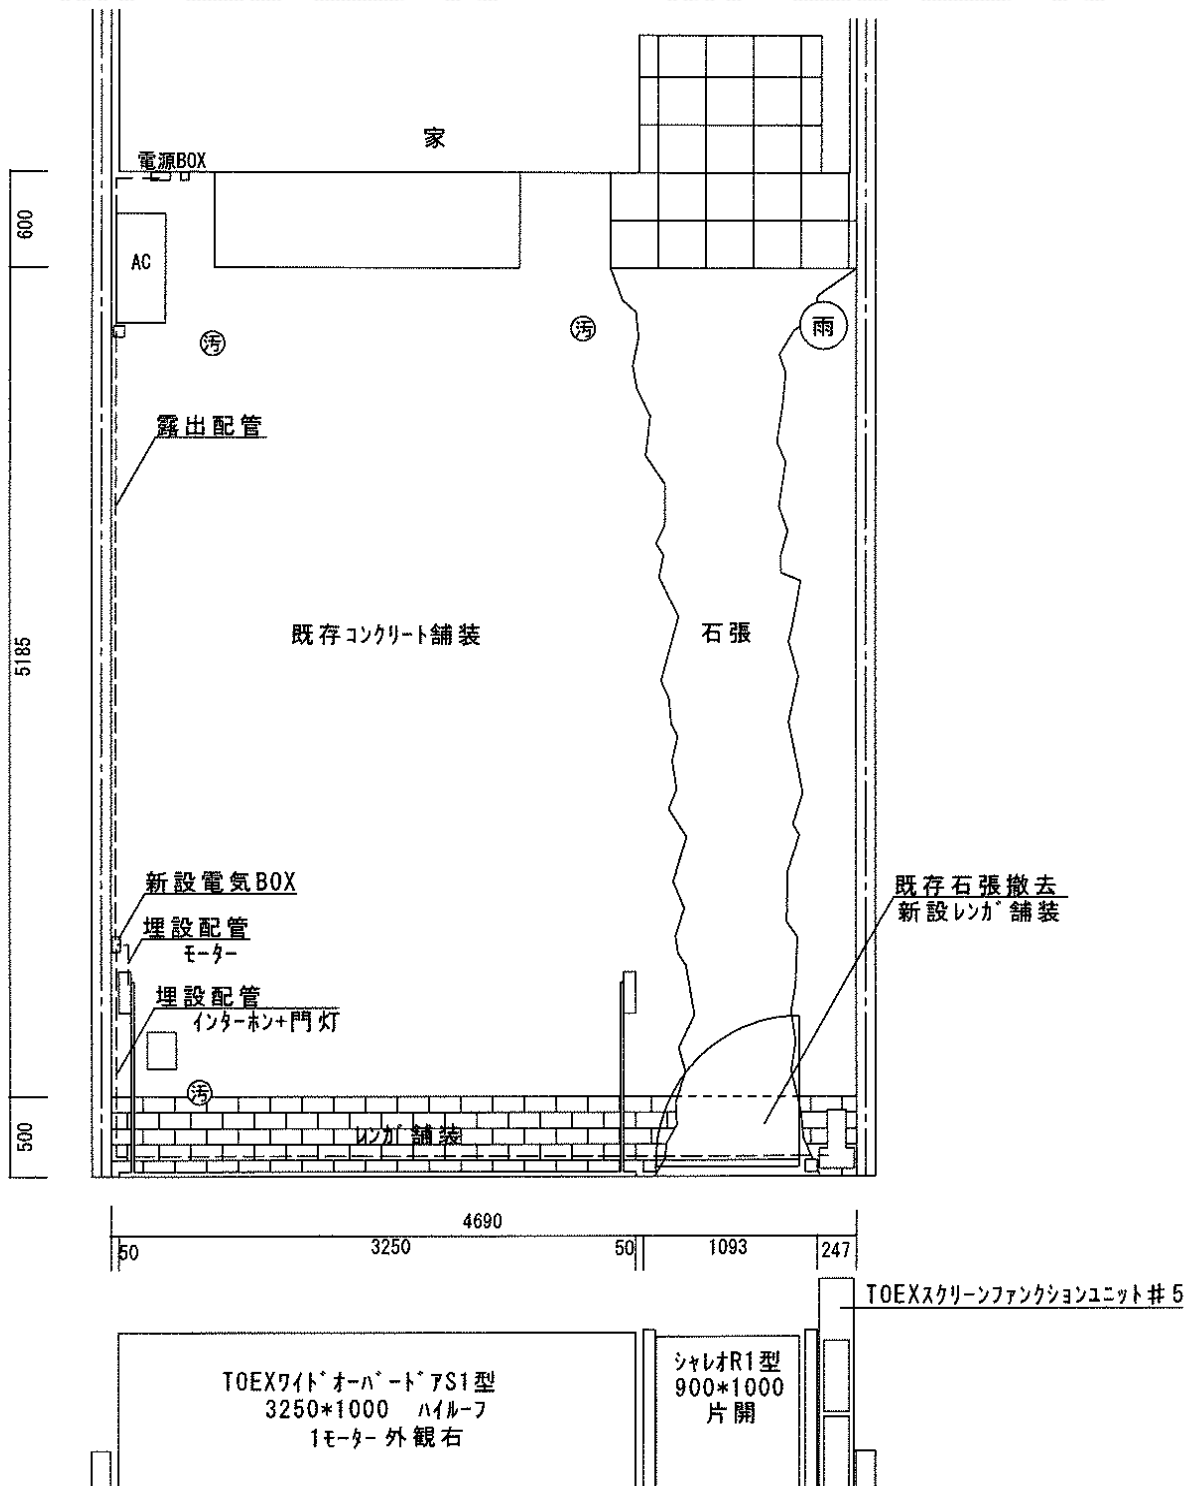 家
電源BOX
600
AC
汚
汚
雨
露出配管
既存コンクリート舗装
石張
5185
新設電気BOX
埋設配管
モーター
既存石張撤去
新設レンガ舗装
埋設配管
インターホン+門灯
汚
レンガ舗装
500
4690
50
3250
50
1093
247
TOEXスクリーンファンクションユニット#5
TOEXワイドオーバードアS1型
3250*1000 ハイルーフ
1モーター外観右
シャレオR1型
900*1000
片開